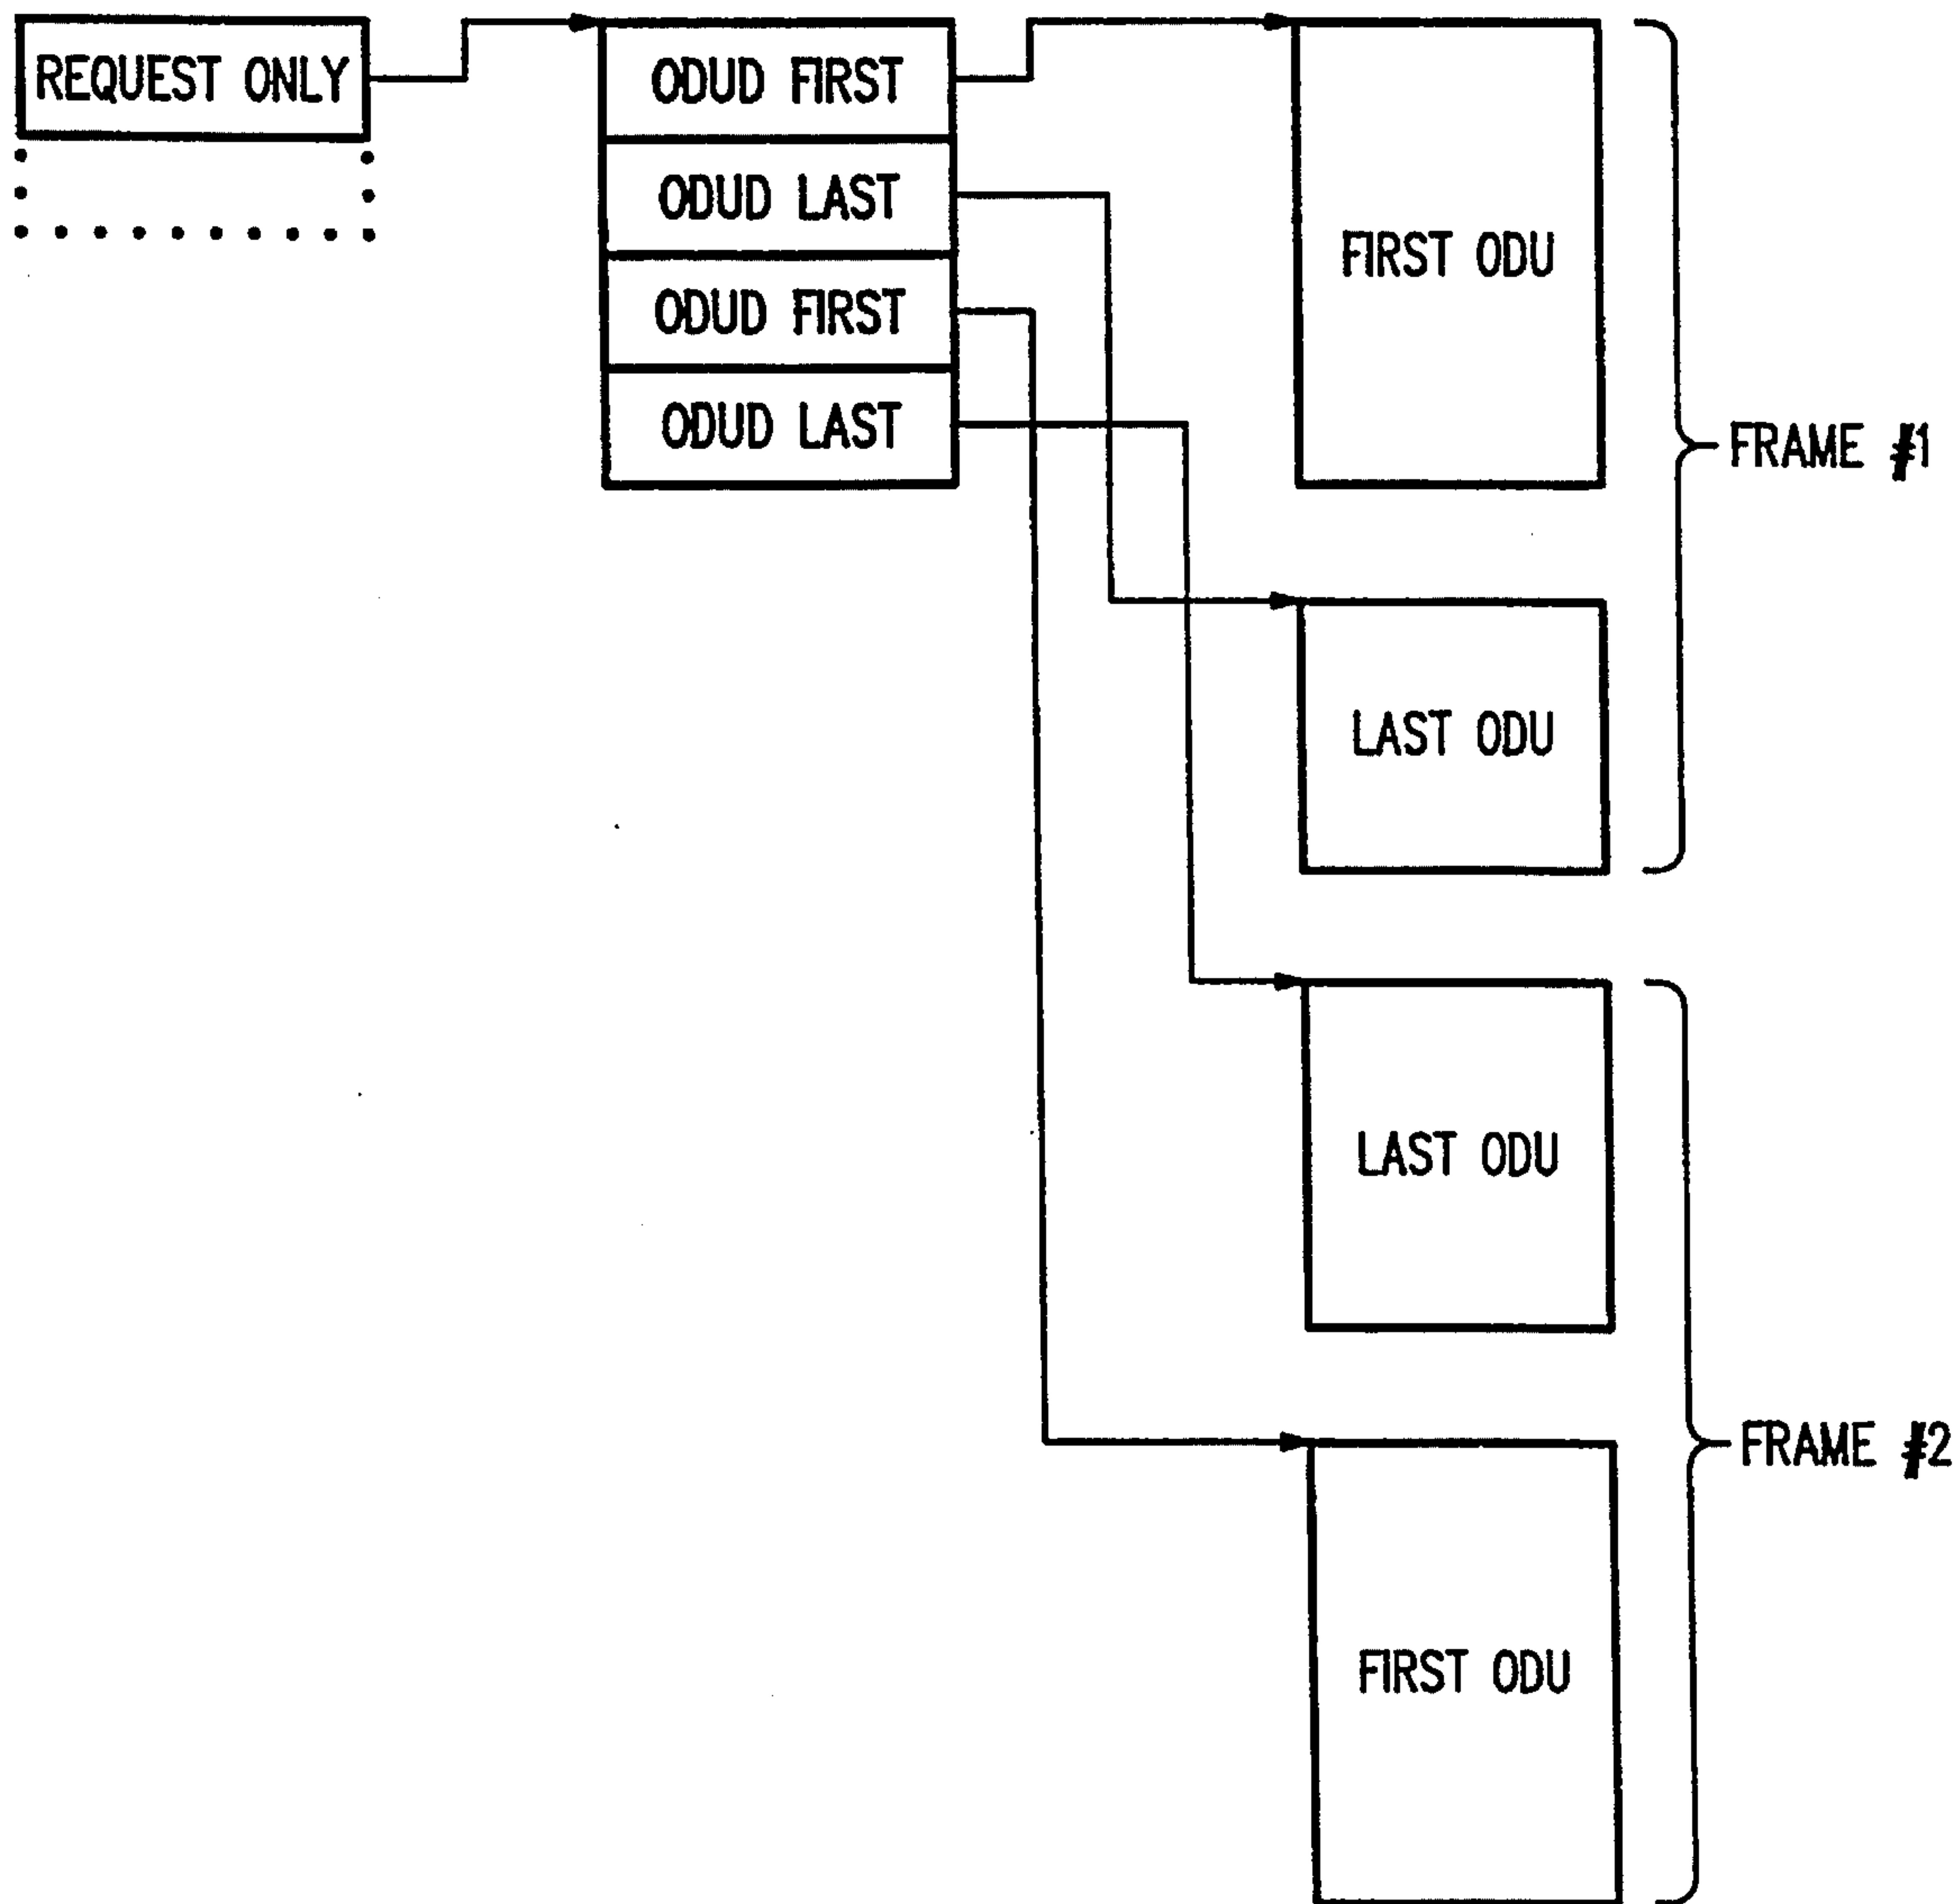 REQUEST ONLY
ODUD FIRST
ODUD LAST
ODUD FIRST
ODUD LAST
FIRST ODU
FRAME #1
LAST ODU
LAST ODU
FRAME #2
FIRST ODU